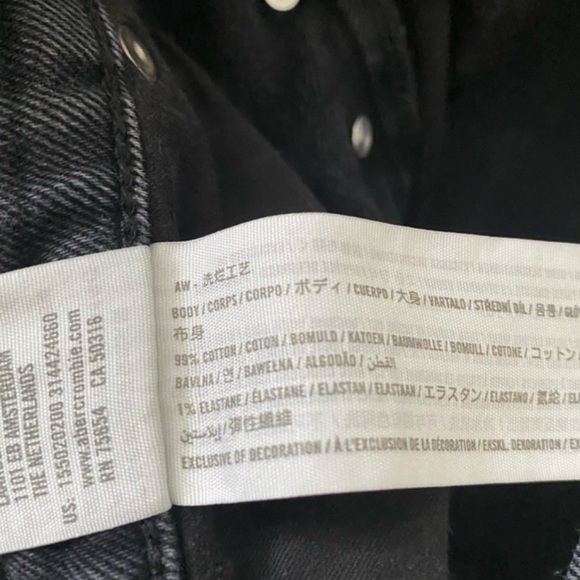 1101 EB AMSTERDAM
THE NETHERLANDS
US: 155020200 314424660
www.abercrombie.com
RN 75654 CA 50316
AW - 洗烂工艺
BODY / CORPS / CORPO / ボディ / CUERPO / 大身 / VARTALO / STŘEDNÍ DÍL / 몸통 /
布身
99% COTTON / COTON / BOMULD / KATOEN / BAUMWOLLE / BOMULL / COTONE / コットン
BAVLNA / 면 / BAWEŁNA / ALGODÃO / القطن
1% ELASTANE / ÉLASTANE / ELASTAN / ELASTAAN / エラスタン / ELASTANO / 氨纶 /
إيلاستين / 弹性纖維
EXCLUSIVE OF DECORATION / À L'EXCLUSION DE LA DÉCORATION / EKSKL. DEKORATION /